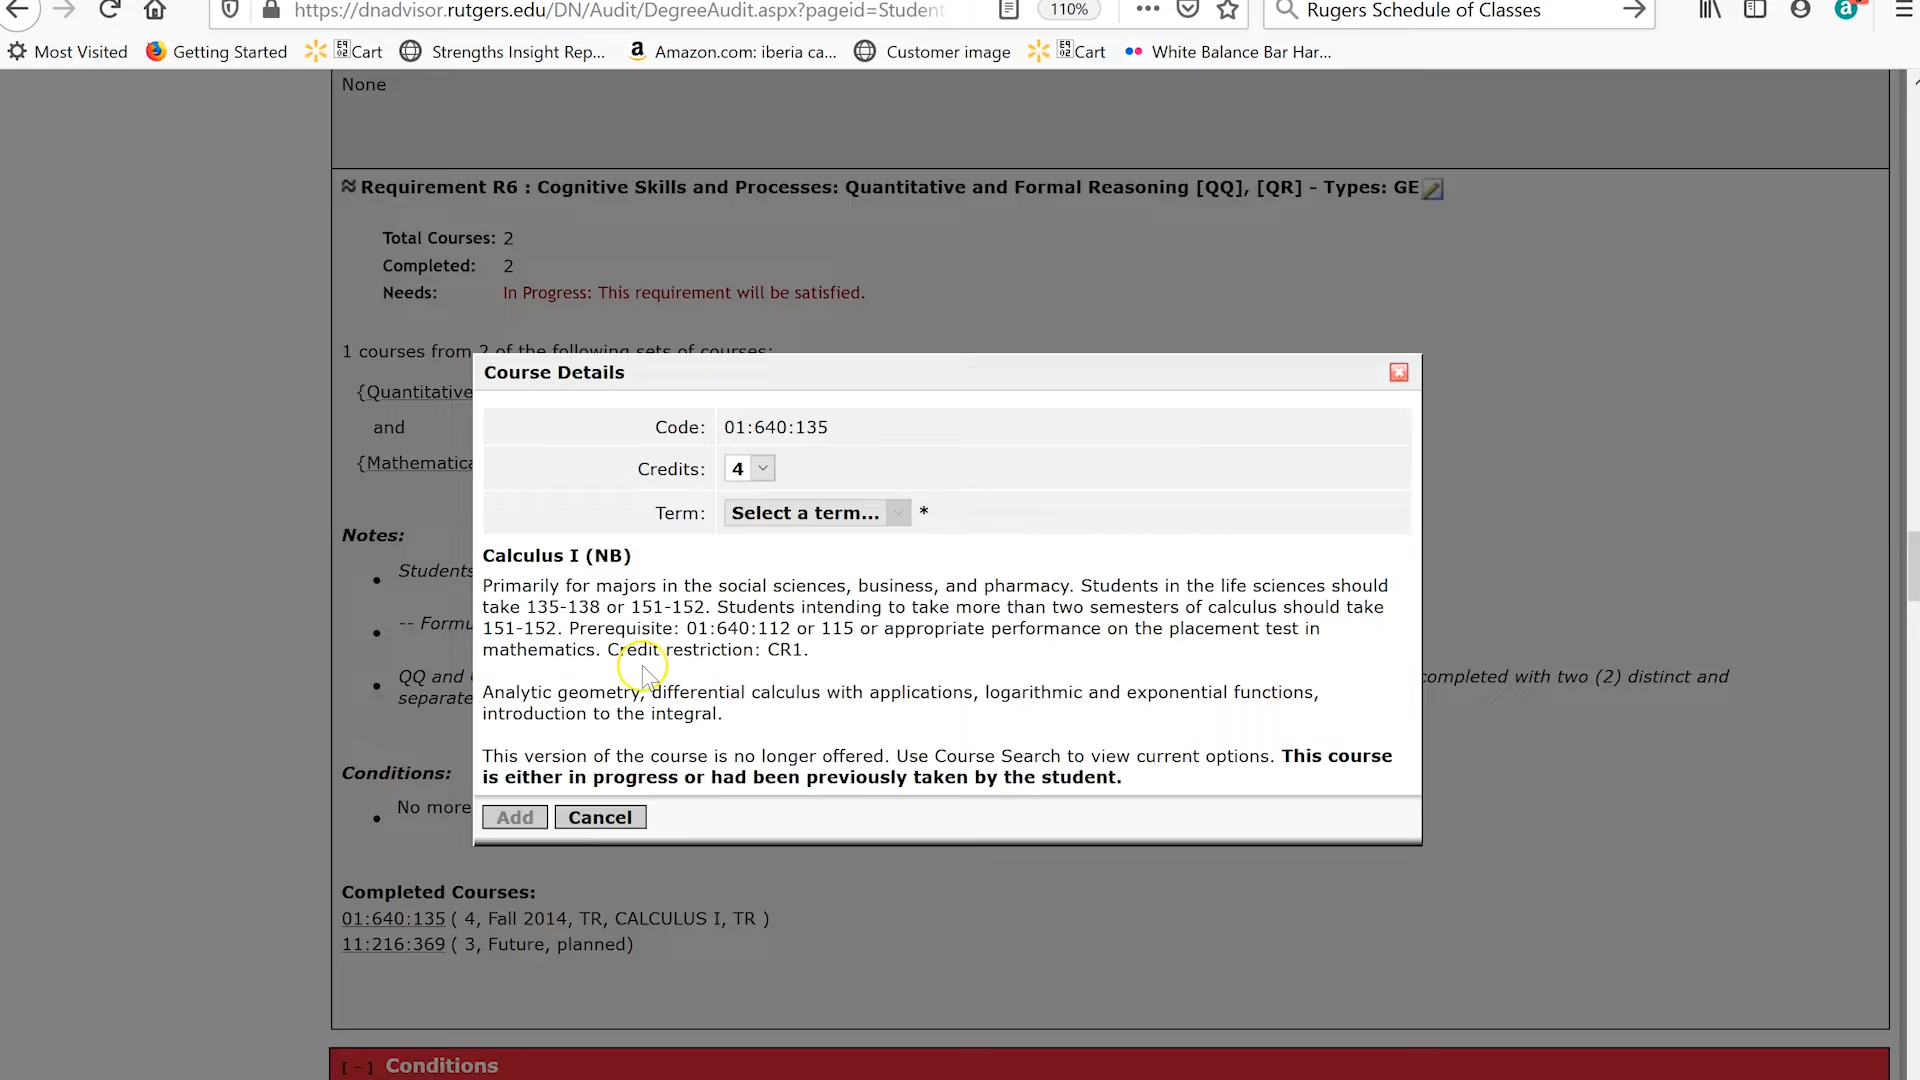 https://dnadvisor.rutgers.edu/DN/Audit/DegreeAudit.aspx?pageid=Student
110%
Rugers Schedule of Classes
Most Visited
Getting Started
Cart
Strengths Insight Rep...
Amazon.com: iberia ca...
Customer image
Cart
White Balance Bar Har...
None
Requirement R6 : Cognitive Skills and Processes: Quantitative and Formal Reasoning [QQ], [QR] - Types: GE
Total Courses: 2
Completed: 2
Needs: In Progress: This requirement will be satisfied.
1 courses from 2 of the following sets of courses:
{Quantitative
and
{Mathematica
Notes:
Students
-- Formu
QQ and
completed with two (2) distinct and
separate
Conditions:
No more
Course Details
Code: 01:640:135
Credits: 4
Term: Select a term... *
Calculus I (NB)
Primarily for majors in the social sciences, business, and pharmacy. Students in the life sciences should
take 135-138 or 151-152. Students intending to take more than two semesters of calculus should take
151-152. Prerequisite: 01:640:112 or 115 or appropriate performance on the placement test in
mathematics. Credit restriction: CR1.
Analytic geometry, differential calculus with applications, logarithmic and exponential functions,
introduction to the integral.
This version of the course is no longer offered. Use Course Search to view current options. This course
is either in progress or had been previously taken by the student.
Add Cancel
Completed Courses:
01:640:135 ( 4, Fall 2014, TR, CALCULUS I, TR )
11:216:369 ( 3, Future, planned)
[ - ] Conditions